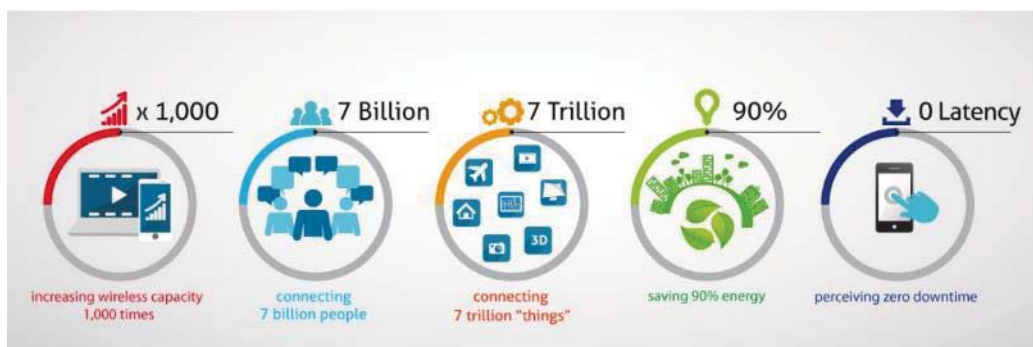 x 1,000
7 Billion
7 Trillion
90%
0 Latency
3D
increasing wireless capacity
1,000 times
connecting
7 billion people
connecting
7 trillion "things"
saving 90% energy
perceiving zero downtime